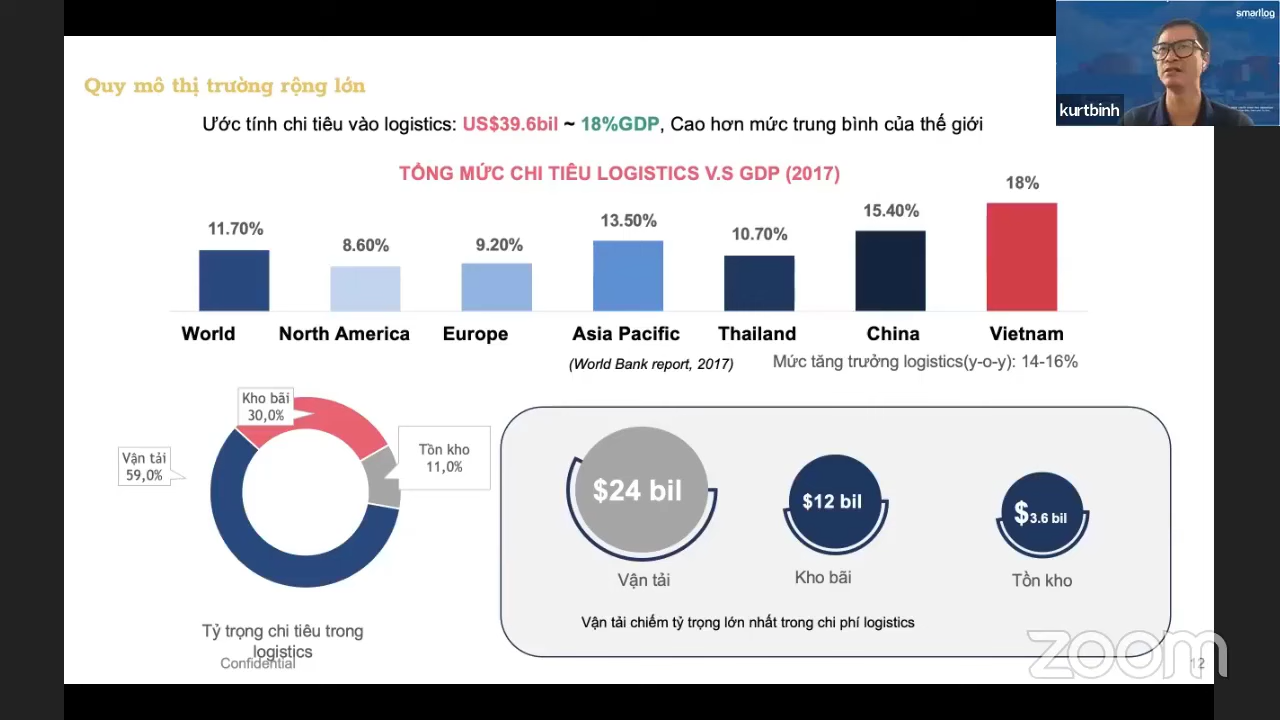 smartlog
kurtbinh
Quy mô thị trường rộng lớn
Ước tính chi tiêu vào logistics: US$39.6bil ~ 18%GDP, Cao hơn mức trung bình của thế giới
TỔNG MỨC CHI TIÊU LOGISTICS V.S GDP (2017)
11.70%
8.60%
9.20%
13.50%
10.70%
15.40%
18%
World
North America
Europe
Asia Pacific
Thailand
China
Vietnam
(World Bank report, 2017)
Mức tăng trưởng logistics(y-o-y): 14-16%
Kho bãi
30,0%
Vận tải
59,0%
Tồn kho
11,0%
Tỷ trọng chi tiêu trong
logistics
$24 bil
$12 bil
$3.6 bil
Vận tải
Kho bãi
Tồn kho
Vận tải chiếm tỷ trọng lớn nhất trong chi phí logistics
Confidential
zoom
12